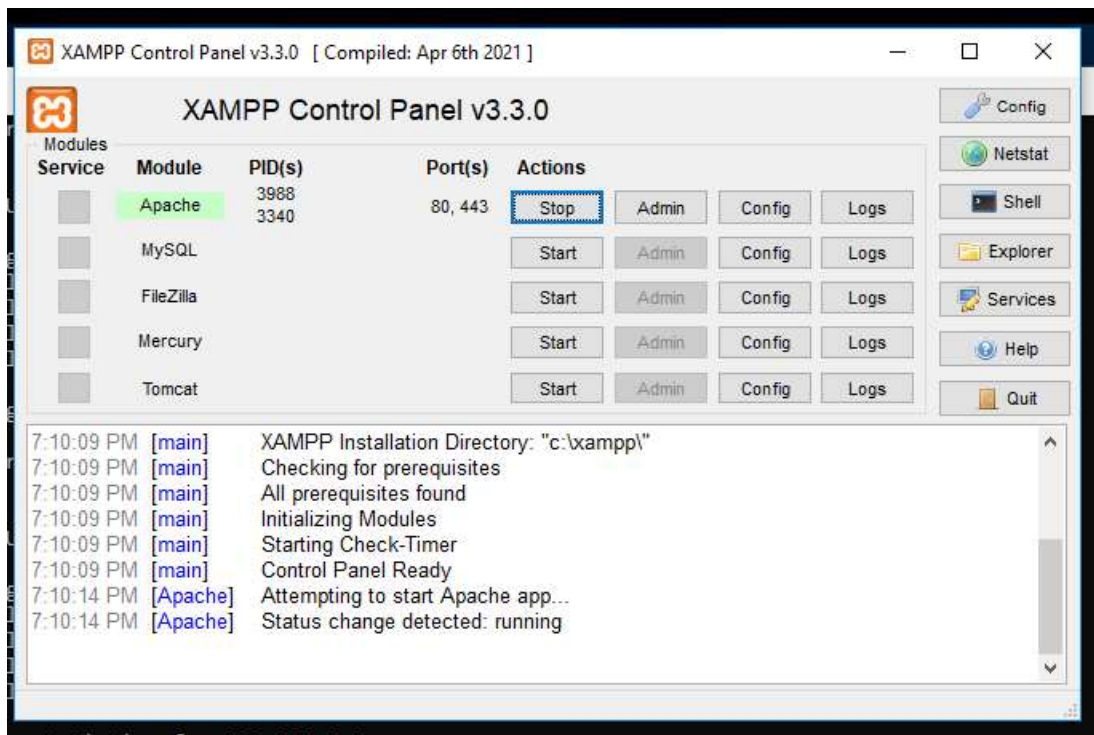 XAMPP Control Panel v3.3.0 [ Compiled: Apr 6th 2021 ]
XAMPP Control Panel v3.3.0
Config
Modules
Netstat
Service Module PID(s) Port(s) Actions
Apache 3988 3340 80, 443 Stop Admin Config Logs
Shell
MySQL Start Admin Config Logs
Explorer
FileZilla Start Admin Config Logs
Services
Mercury Start Admin Config Logs
Help
Tomcat Start Admin Config Logs
Quit
7:10:09 PM [main] XAMPP Installation Directory: "c:\xampp\"
7:10:09 PM [main] Checking for prerequisites
7:10:09 PM [main] All prerequisites found
7:10:09 PM [main] Initializing Modules
7:10:09 PM [main] Starting Check-Timer
7:10:09 PM [main] Control Panel Ready
7:10:14 PM [Apache] Attempting to start Apache app...
7:10:14 PM [Apache] Status change detected: running